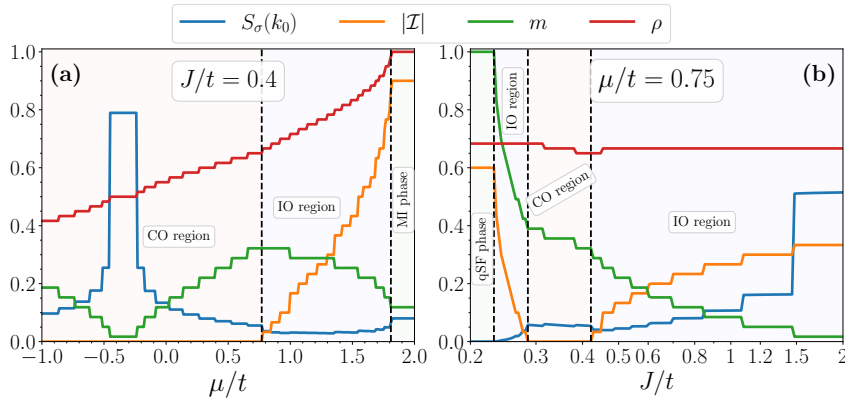 S_σ(k_0) |ℐ| m ρ
(a) J/t = 0.4
CO region
IO region
MI phase
1.0
0.8
0.6
0.4
0.2
0.0
−1.0 −0.5 0.0 0.5 1.0 1.5 2.0
μ/t
μ/t = 0.75 (b)
IO region
CO region
qSF phase
IO region
1.0
0.8
0.6
0.4
0.2
0.0
0.2 0.3 0.4 0.5 0.6 0.8 1 1.2 1.5 2
J/t